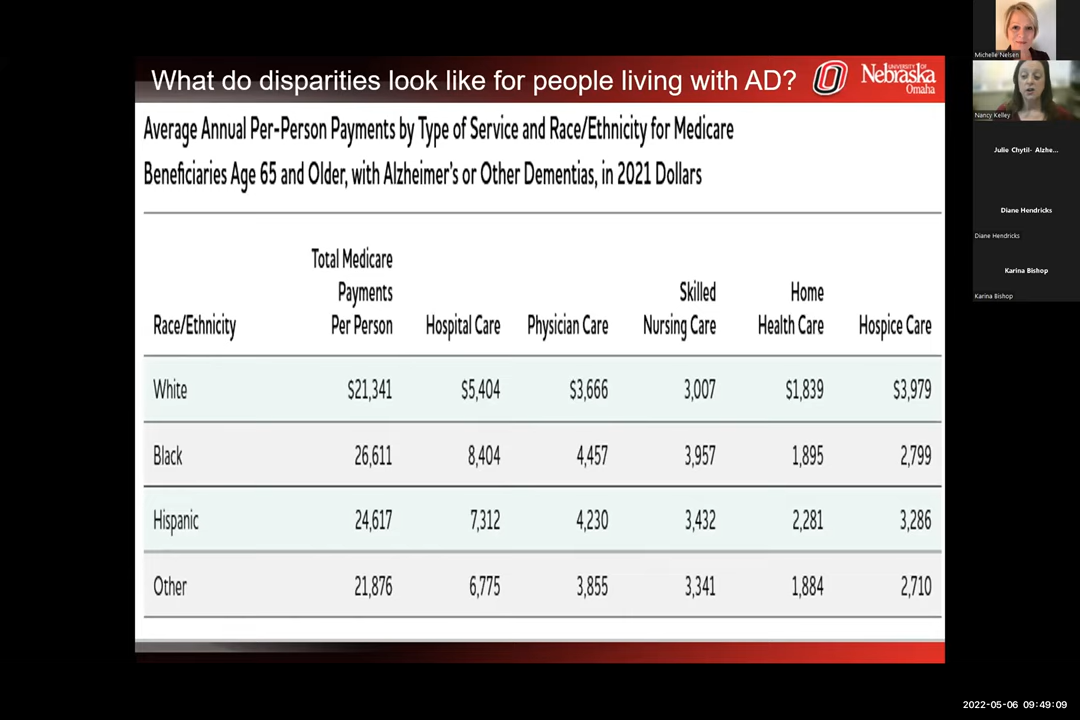 What do disparities look like for people living with AD?
UNIVERSITY OF
Nebraska
Omaha
Average Annual Per-Person Payments by Type of Service and Race/Ethnicity for Medicare
Beneficiaries Age 65 and Older, with Alzheimer's or Other Dementias, in 2021 Dollars
Total Medicare
Payments Skilled Home
Race/Ethnicity Per Person Hospital Care Physician Care Nursing Care Health Care Hospice Care
White $21,341 $5,404 $3,666 3,007 $1,839 $3,979
Black 26,611 8,404 4,457 3,957 1,895 2,799
Hispanic 24,617 7,312 4,230 3,432 2,281 3,286
Other 21,876 6,775 3,855 3,341 1,884 2,710
Michelle Nelsen
Nancy Kelley
Julie Chytil- Alzhe...
Diane Hendricks
Diane Hendricks
Karina Bishop
Karina Bishop
2022-05-06 09:49:09